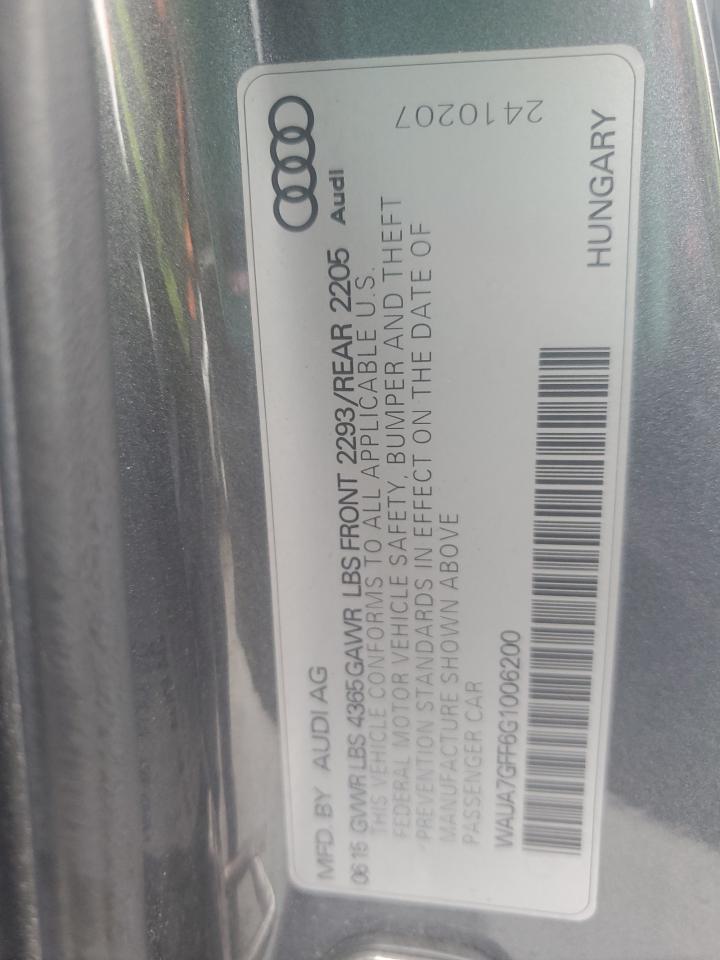 MFD. BY AUDI AG
Audi
06 15 GVWR LBS 4365 GAWR LBS FRONT 2293/REAR 2205
THIS VEHICLE CONFORMS TO ALL APPLICABLE U.S.
FEDERAL MOTOR VEHICLE SAFETY, BUMPER AND THEFT
PREVENTION STANDARDS IN EFFECT ON THE DATE OF
MANUFACTURE SHOWN ABOVE
PASSENGER CAR
2410207
WAUA7GFF6G1006200
HUNGARY